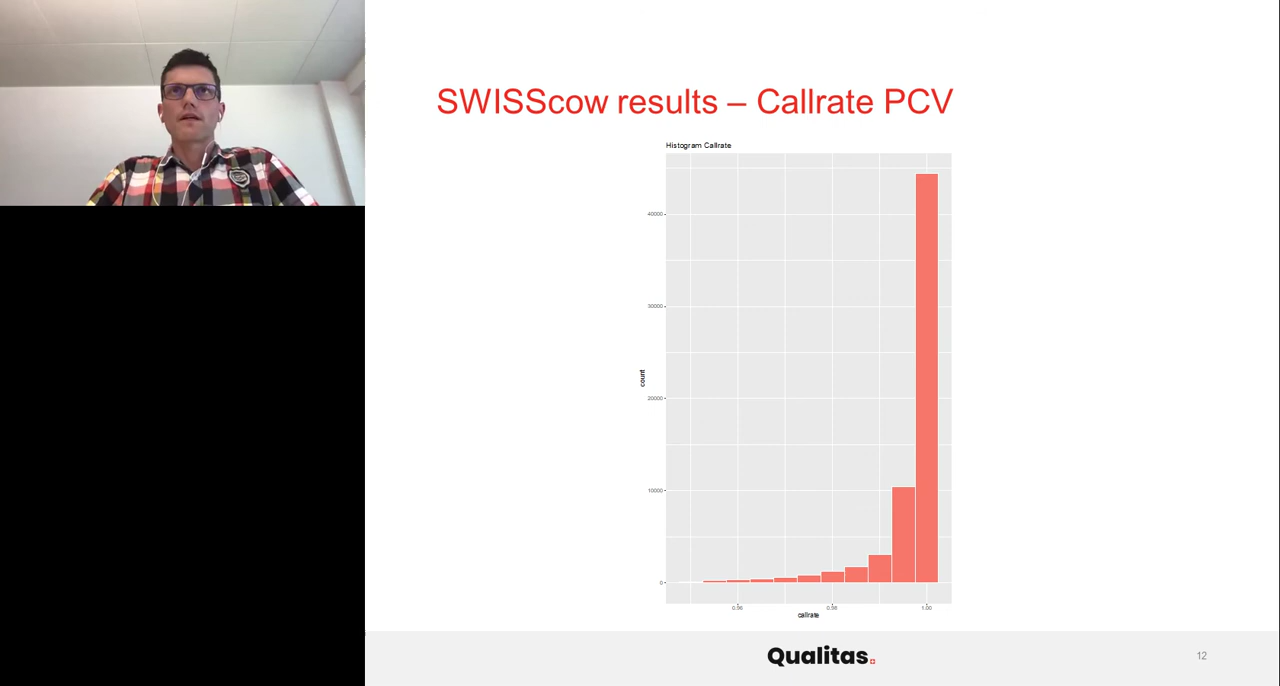 SWISScow results – Callrate PCV
Histogram Callrate
40000
30000
20000
10000
0
count
0.96
0.98
1.00
callrate
Qualitas
12